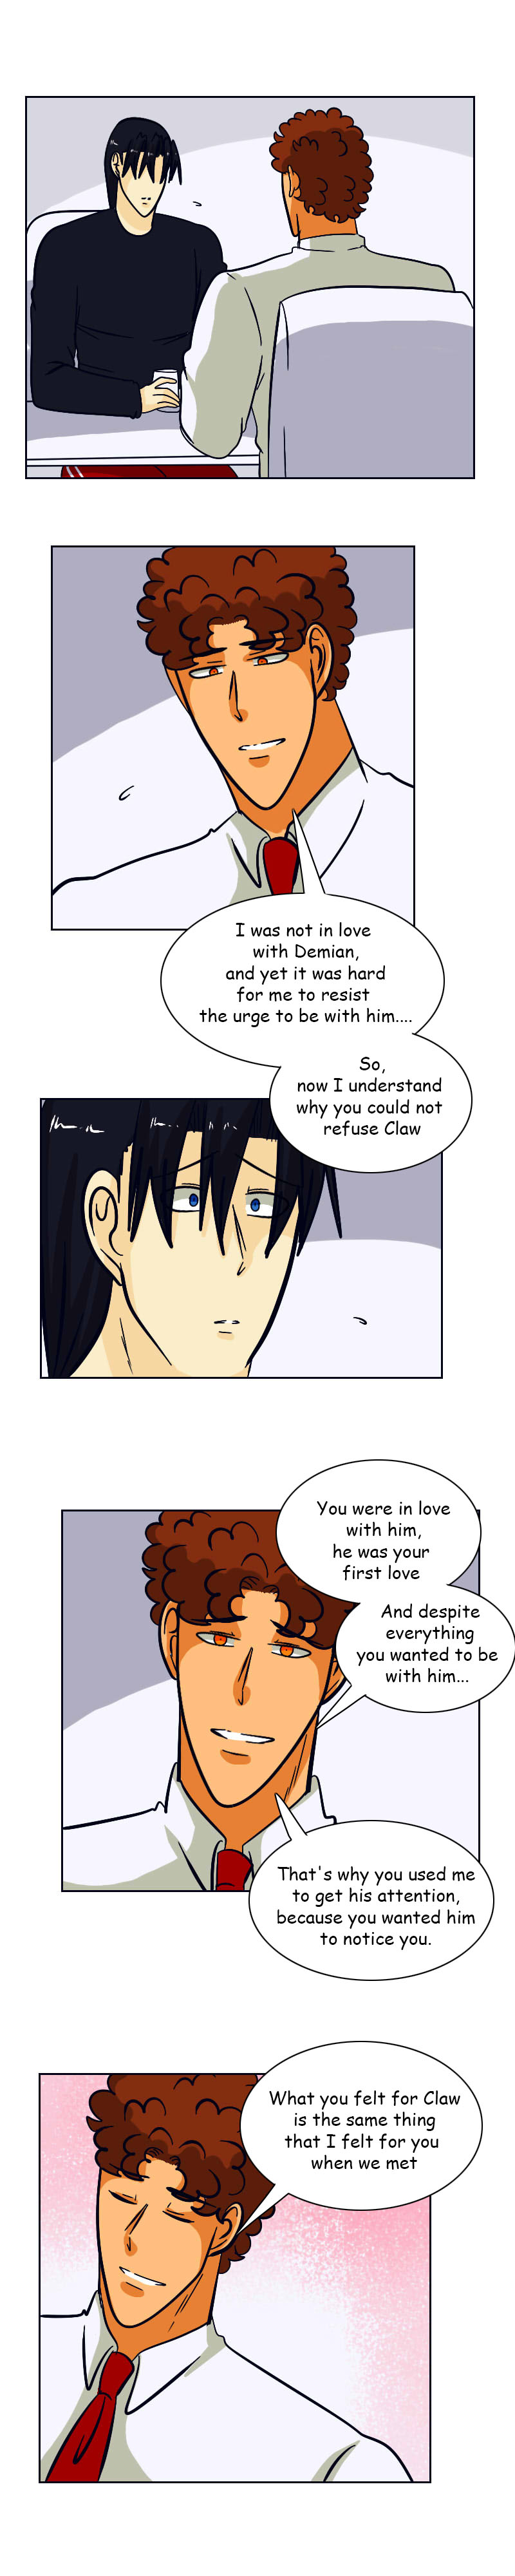 I was not in love
with Demian,
and yet it was hard
for me to resist
the urge to be with him....
So,
now I understand
why you could not
refuse Claw
You were in love
with him,
he was your
first love
And despite
everything
you wanted to be
with him...
That's why you used me
to get his attention,
because you wanted him
to notice you.
What you felt for Claw
is the same thing
that I felt for you
when we met